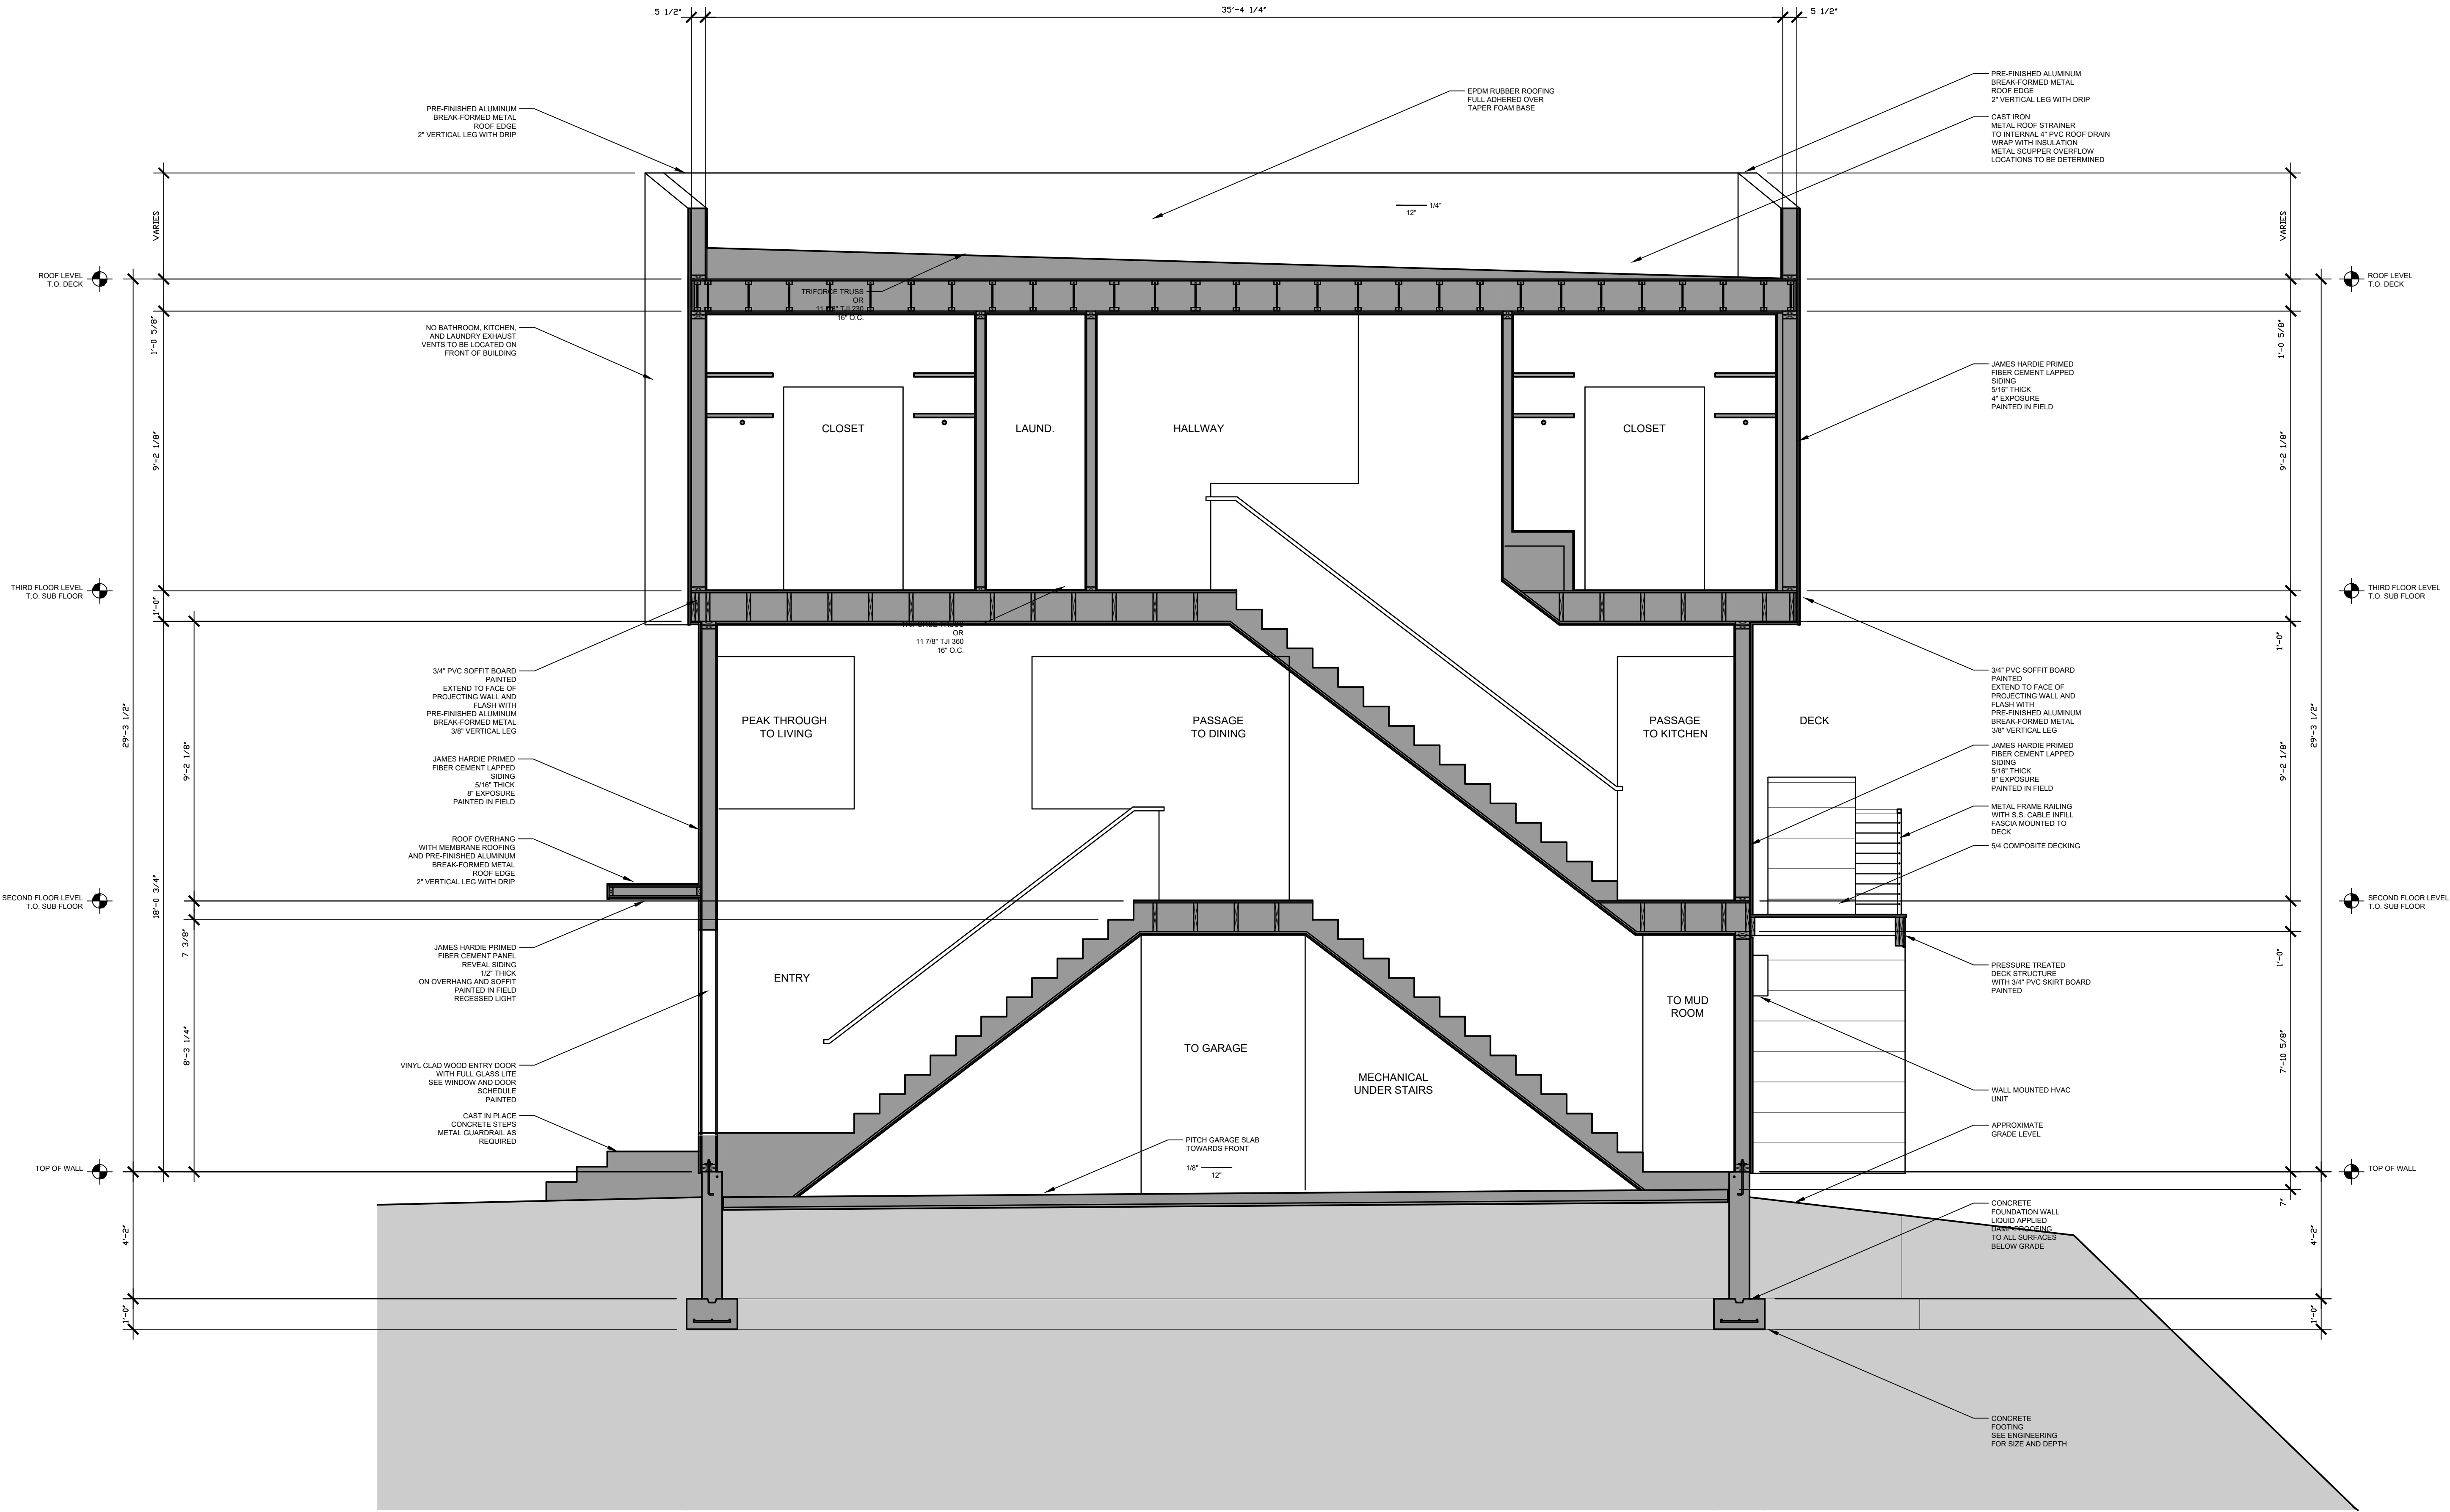 5 1/2"
35'-4 1/4"
5 1/2"
PRE-FINISHED ALUMINUM
BREAK-FORMED METAL
ROOF EDGE
2" VERTICAL LEG WITH DRIP
EPDM RUBBER ROOFING
FULL ADHERED OVER
TAPER FOAM BASE
PRE-FINISHED ALUMINUM
BREAK-FORMED METAL
ROOF EDGE
2" VERTICAL LEG WITH DRIP
CAST IRON
METAL ROOF STRAINER
TO INTERNAL 4" PVC ROOF DRAIN
WRAP WITH INSULATION
METAL SCUPPER OVERFLOW
LOCATIONS TO BE DETERMINED
1/4"
12"
VARIES
VARIES
ROOF LEVEL
T.O. DECK
ROOF LEVEL
T.O. DECK
TRIFORCE TRUSS
OR
11 7/8" TJI 230
16" O.C.
1'-0 5/8"
1'-0 5/8"
NO BATHROOM, KITCHEN,
AND LAUNDRY EXHAUST
VENTS TO BE LOCATED ON
FRONT OF BUILDING
JAMES HARDIE PRIMED
FIBER CEMENT LAPPED
SIDING
5/16" THICK
4" EXPOSURE
PAINTED IN FIELD
9'-2 1/8"
CLOSET
LAUND.
HALLWAY
CLOSET
9'-2 1/8"
THIRD FLOOR LEVEL
T.O. SUB FLOOR
THIRD FLOOR LEVEL
T.O. SUB FLOOR
1'-0"
1'-0"
TRIFORCE TRUSS
OR
11 7/8" TJI 360
16" O.C.
3/4" PVC SOFFIT BOARD
PAINTED
EXTEND TO FACE OF
PROJECTING WALL AND
FLASH WITH
PRE-FINISHED ALUMINUM
BREAK-FORMED METAL
3/8" VERTICAL LEG
3/4" PVC SOFFIT BOARD
PAINTED
EXTEND TO FACE OF
PROJECTING WALL AND
FLASH WITH
PRE-FINISHED ALUMINUM
BREAK-FORMED METAL
3/8" VERTICAL LEG
29'-3 1/2"
PEAK THROUGH
TO LIVING
PASSAGE
TO DINING
PASSAGE
TO KITCHEN
DECK
29'-3 1/2"
9'-2 1/8"
9'-2 1/8"
JAMES HARDIE PRIMED
FIBER CEMENT LAPPED
SIDING
5/16" THICK
8" EXPOSURE
PAINTED IN FIELD
JAMES HARDIE PRIMED
FIBER CEMENT LAPPED
SIDING
5/16" THICK
8" EXPOSURE
PAINTED IN FIELD
METAL FRAME RAILING
WITH S.S. CABLE INFILL
FASCIA MOUNTED TO
DECK
5/4 COMPOSITE DECKING
ROOF OVERHANG
WITH MEMBRANE ROOFING
AND PRE-FINISHED ALUMINUM
BREAK-FORMED METAL
ROOF EDGE
2" VERTICAL LEG WITH DRIP
18'-0 3/4"
SECOND FLOOR LEVEL
T.O. SUB FLOOR
SECOND FLOOR LEVEL
T.O. SUB FLOOR
7 3/8"
1'-0"
JAMES HARDIE PRIMED
FIBER CEMENT PANEL
REVEAL SIDING
1/2" THICK
ON OVERHANG AND SOFFIT
PAINTED IN FIELD
RECESSED LIGHT
ENTRY
TO MUD
ROOM
PRESSURE TREATED
DECK STRUCTURE
WITH 3/4" PVC SKIRT BOARD
PAINTED
8'-3 1/4"
TO GARAGE
7'-10 5/8"
MECHANICAL
UNDER STAIRS
VINYL CLAD WOOD ENTRY DOOR
WITH FULL GLASS LITE
SEE WINDOW AND DOOR
SCHEDULE
PAINTED
WALL MOUNTED HVAC
UNIT
CAST IN PLACE
CONCRETE STEPS
METAL GUARDRAIL AS
REQUIRED
PITCH GARAGE SLAB
TOWARDS FRONT
1/8"
12"
APPROXIMATE
GRADE LEVEL
TOP OF WALL
TOP OF WALL
7"
4'-2"
4'-2"
CONCRETE
FOUNDATION WALL
LIQUID APPLIED
DAMP-PROOFING
TO ALL SURFACES
BELOW GRADE
1'-0"
1'-0"
CONCRETE
FOOTING
SEE ENGINEERING
FOR SIZE AND DEPTH